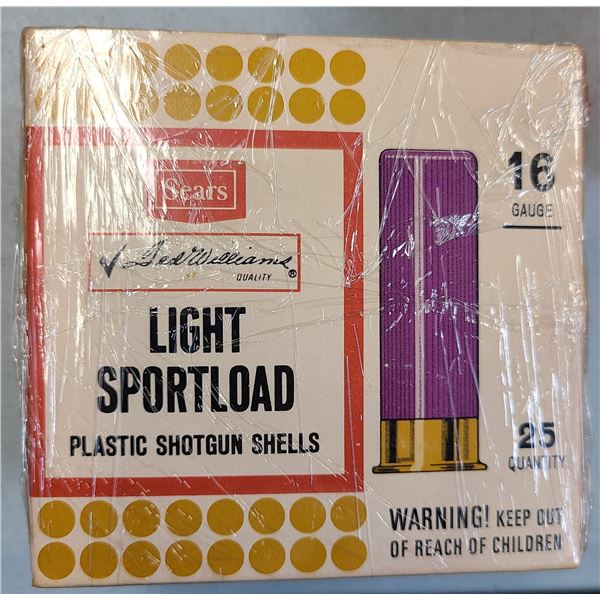 Sears
Ted Williams
QUALITY ®
LIGHT
SPORTLOAD
PLASTIC SHOTGUN SHELLS
16
GAUGE
25
QUANTITY
WARNING! KEEP OUT
OF REACH OF CHILDREN